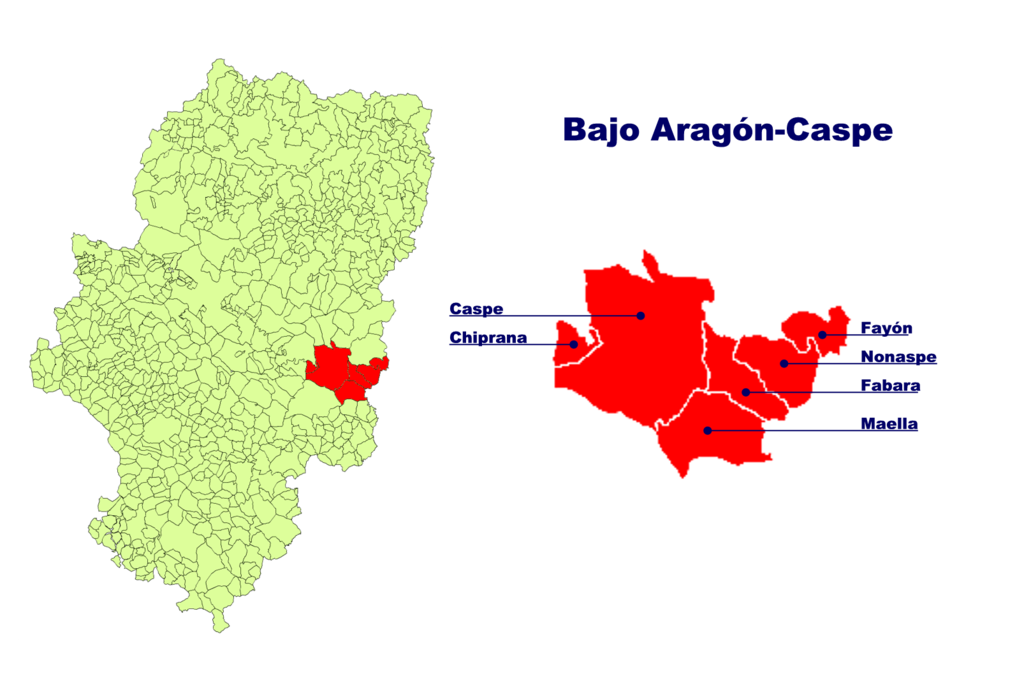 Bajo Aragón-Caspe
Caspe
Chiprana
Fayón
Nonaspe
Fabara
Maella